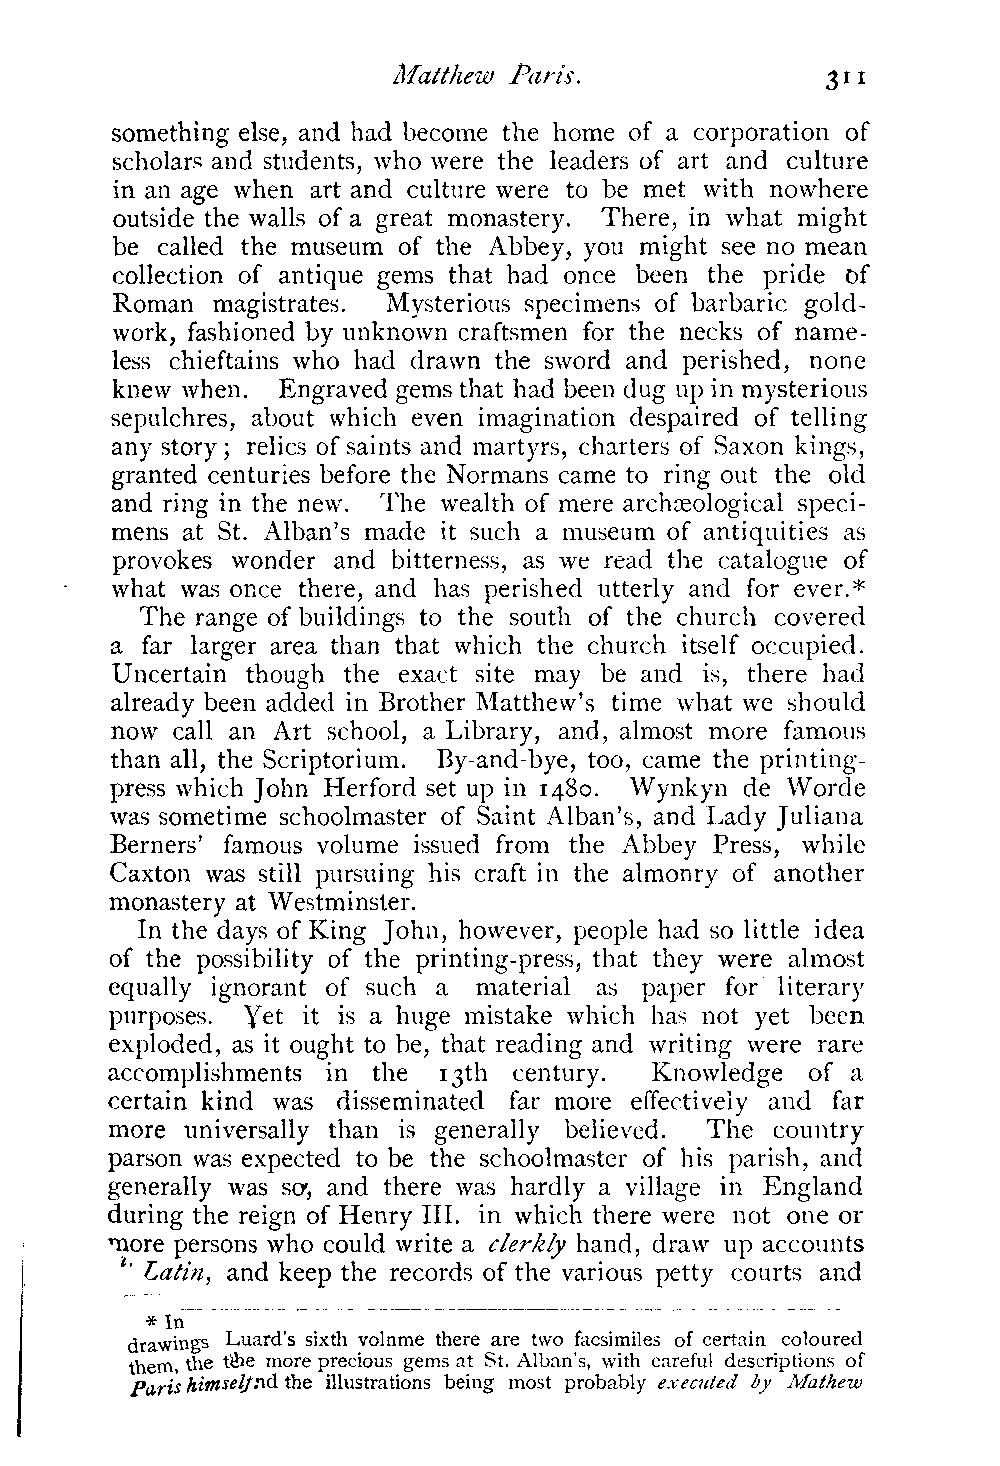 Matthew Paris. 311
something else, and had become the home of a corporation of
scholars and students, who were the leaders of art and culture
in an age when art and culture were to be met with nowhere
outside the walls of a great monastery. There, in what might
be called the museum of the Abbey, you might see no mean
collection of antique gems that had once been the pride of
Roman magistrates. Mysterious specimens of barbaric gold-
work, fashioned by unknown craftsmen for the necks of name-
less chieftains who had drawn the sword and perished, none
knew when. Engraved gems that had been dug up in mysterious
sepulchres, about which even imagination despaired of telling
any story; relics of saints and martyrs, charters of Saxon kings,
granted centuries before the Normans came to ring out the old
and ring in the new. The wealth of mere archæological speci-
mens at St. Alban's made it such a museum of antiquities as
provokes wonder and bitterness, as we read the catalogue of
what was once there, and has perished utterly and for ever.*
The range of buildings to the south of the church covered
a far larger area than that which the church itself occupied.
Uncertain though the exact site may be and is, there had
already been added in Brother Matthew's time what we should
now call an Art school, a Library, and, almost more famous
than all, the Scriptorium. By-and-bye, too, came the printing-
press which John Herford set up in 1480. Wynkyn de Worde
was sometime schoolmaster of Saint Alban's, and Lady Juliana
Berners' famous volume issued from the Abbey Press, while
Caxton was still pursuing his craft in the almonry of another
monastery at Westminster.
In the days of King John, however, people had so little idea
of the possibility of the printing-press, that they were almost
equally ignorant of such a material as paper for literary
purposes. Yet it is a huge mistake which has not yet been
exploded, as it ought to be, that reading and writing were rare
accomplishments in the 13th century. Knowledge of a
certain kind was disseminated far more effectively and far
more universally than is generally believed. The country
parson was expected to be the schoolmaster of his parish, and
generally was so, and there was hardly a village in England
during the reign of Henry III. in which there were not one or
more persons who could write a clerkly hand, draw up accounts
Latin, and keep the records of the various petty courts and
* In
drawings Luard's sixth volnme there are two facsimiles of certain coloured
them, the the more precious gems at St. Alban's, with careful descriptions of
Paris himself nd the illustrations being most probably executed by Mathew